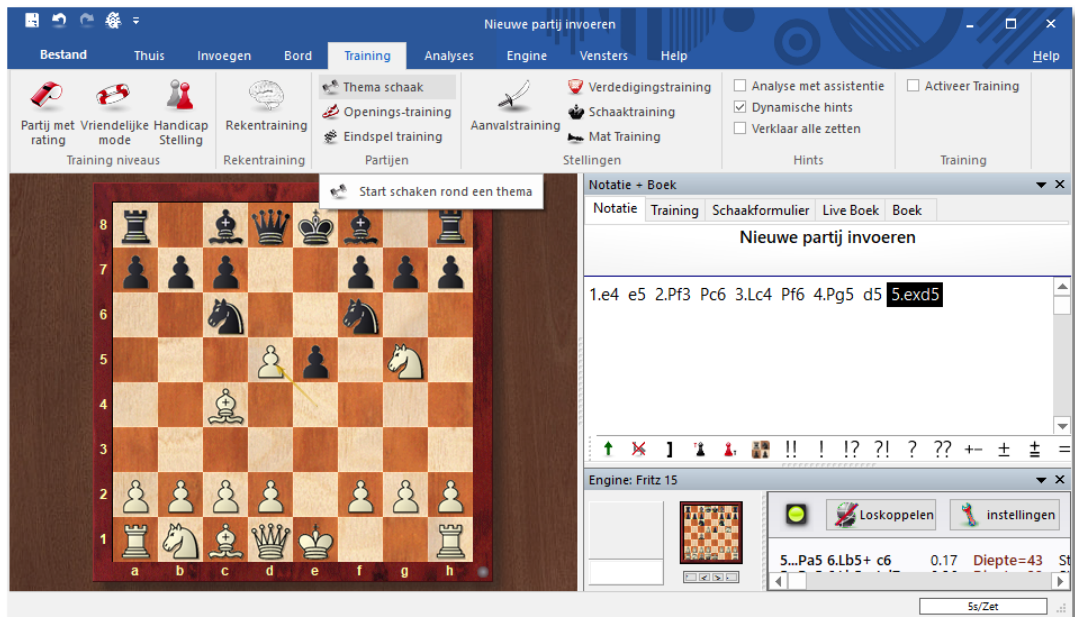 Nieuwe partij invoeren
Bestand Thuis Invoegen Bord Training Analyses Engine Vensters Help Help
Partij met rating
Vriendelijke mode
Handicap Stelling
Training niveaus
Rekentraining
Rekentraining
Thema schaak
Openings-training
Eindspel training
Partijen
Aanvalstraining
Verdedigingstraining
Schaaktraining
Mat Training
Stellingen
Analyse met assistentie
Dynamische hints
Verklaar alle zetten
Hints
Activeer Training
Training
Start schaken rond een thema
Notatie + Boek
Notatie Training Schaakformulier Live Boek Boek
Nieuwe partij invoeren
1.e4 e5 2.Pf3 Pc6 3.Lc4 Pf6 4.Pg5 d5 5.exd5
8
7
6
5
4
3
2
1
a b c d e f g h
!! ! !? ?! ? ?? +- ± ⩲ =
Engine: Fritz 15
Loskoppelen instellingen
5...Pa5 6.Lb5+ c6 0.17 Diepte=43 St
5s/Zet